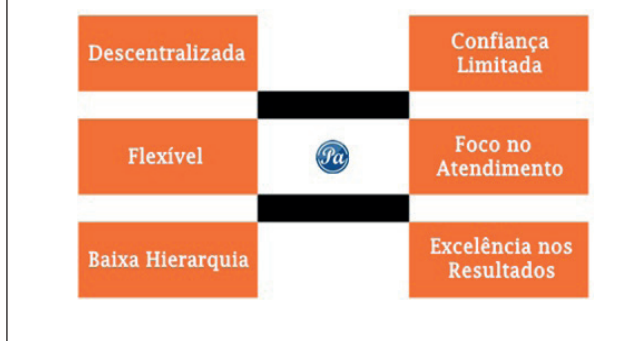 Descentralizada
Confiança
Limitada
Flexível
Pa
Foco no
Atendimento
Baixa Hierarquia
Excelência nos
Resultados